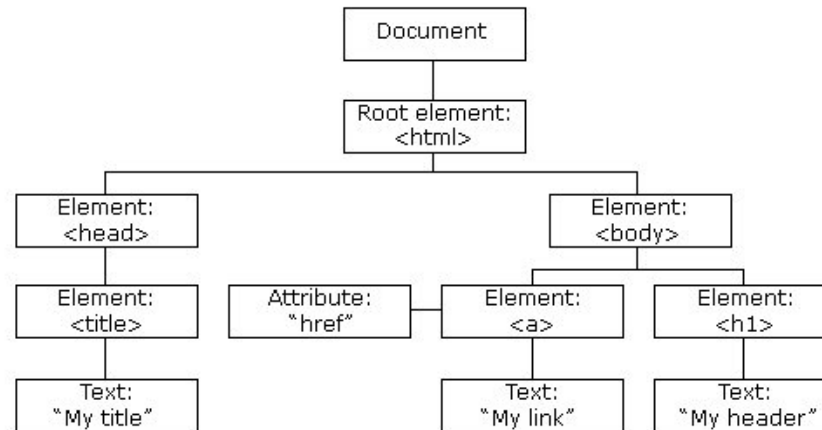 Document
Root element:
<html>
Element:
<head>
Element:
<body>
Element:
<title>
Attribute:
“href”
Element:
<a>
Element:
<h1>
Text:
“My title”
Text:
“My link”
Text:
“My header”